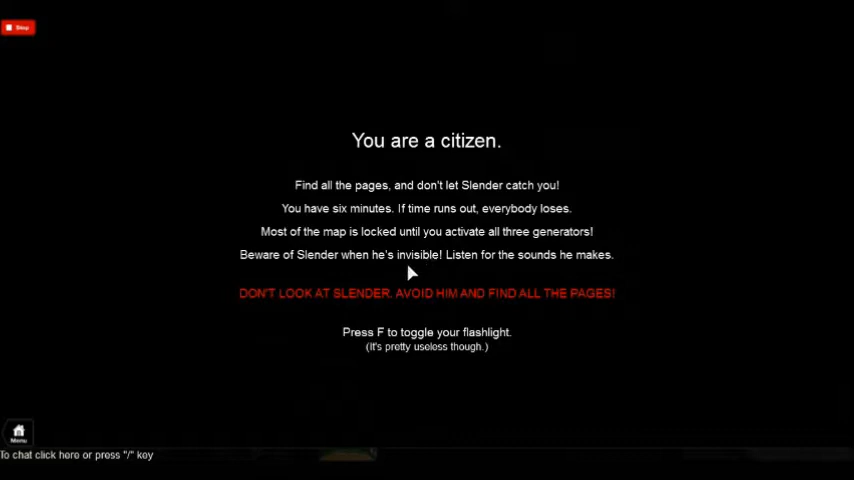 Stop
You are a citizen.
Find all the pages, and don't let Slender catch you!
You have six minutes. If time runs out, everybody loses.
Most of the map is locked until you activate all three generators!
Beware of Slender when he's invisible! Listen for the sounds he makes.
DON'T LOOK AT SLENDER. AVOID HIM AND FIND ALL THE PAGES!
Press F to toggle your flashlight.
(It's pretty useless though.)
Menu
To chat click here or press "/" key